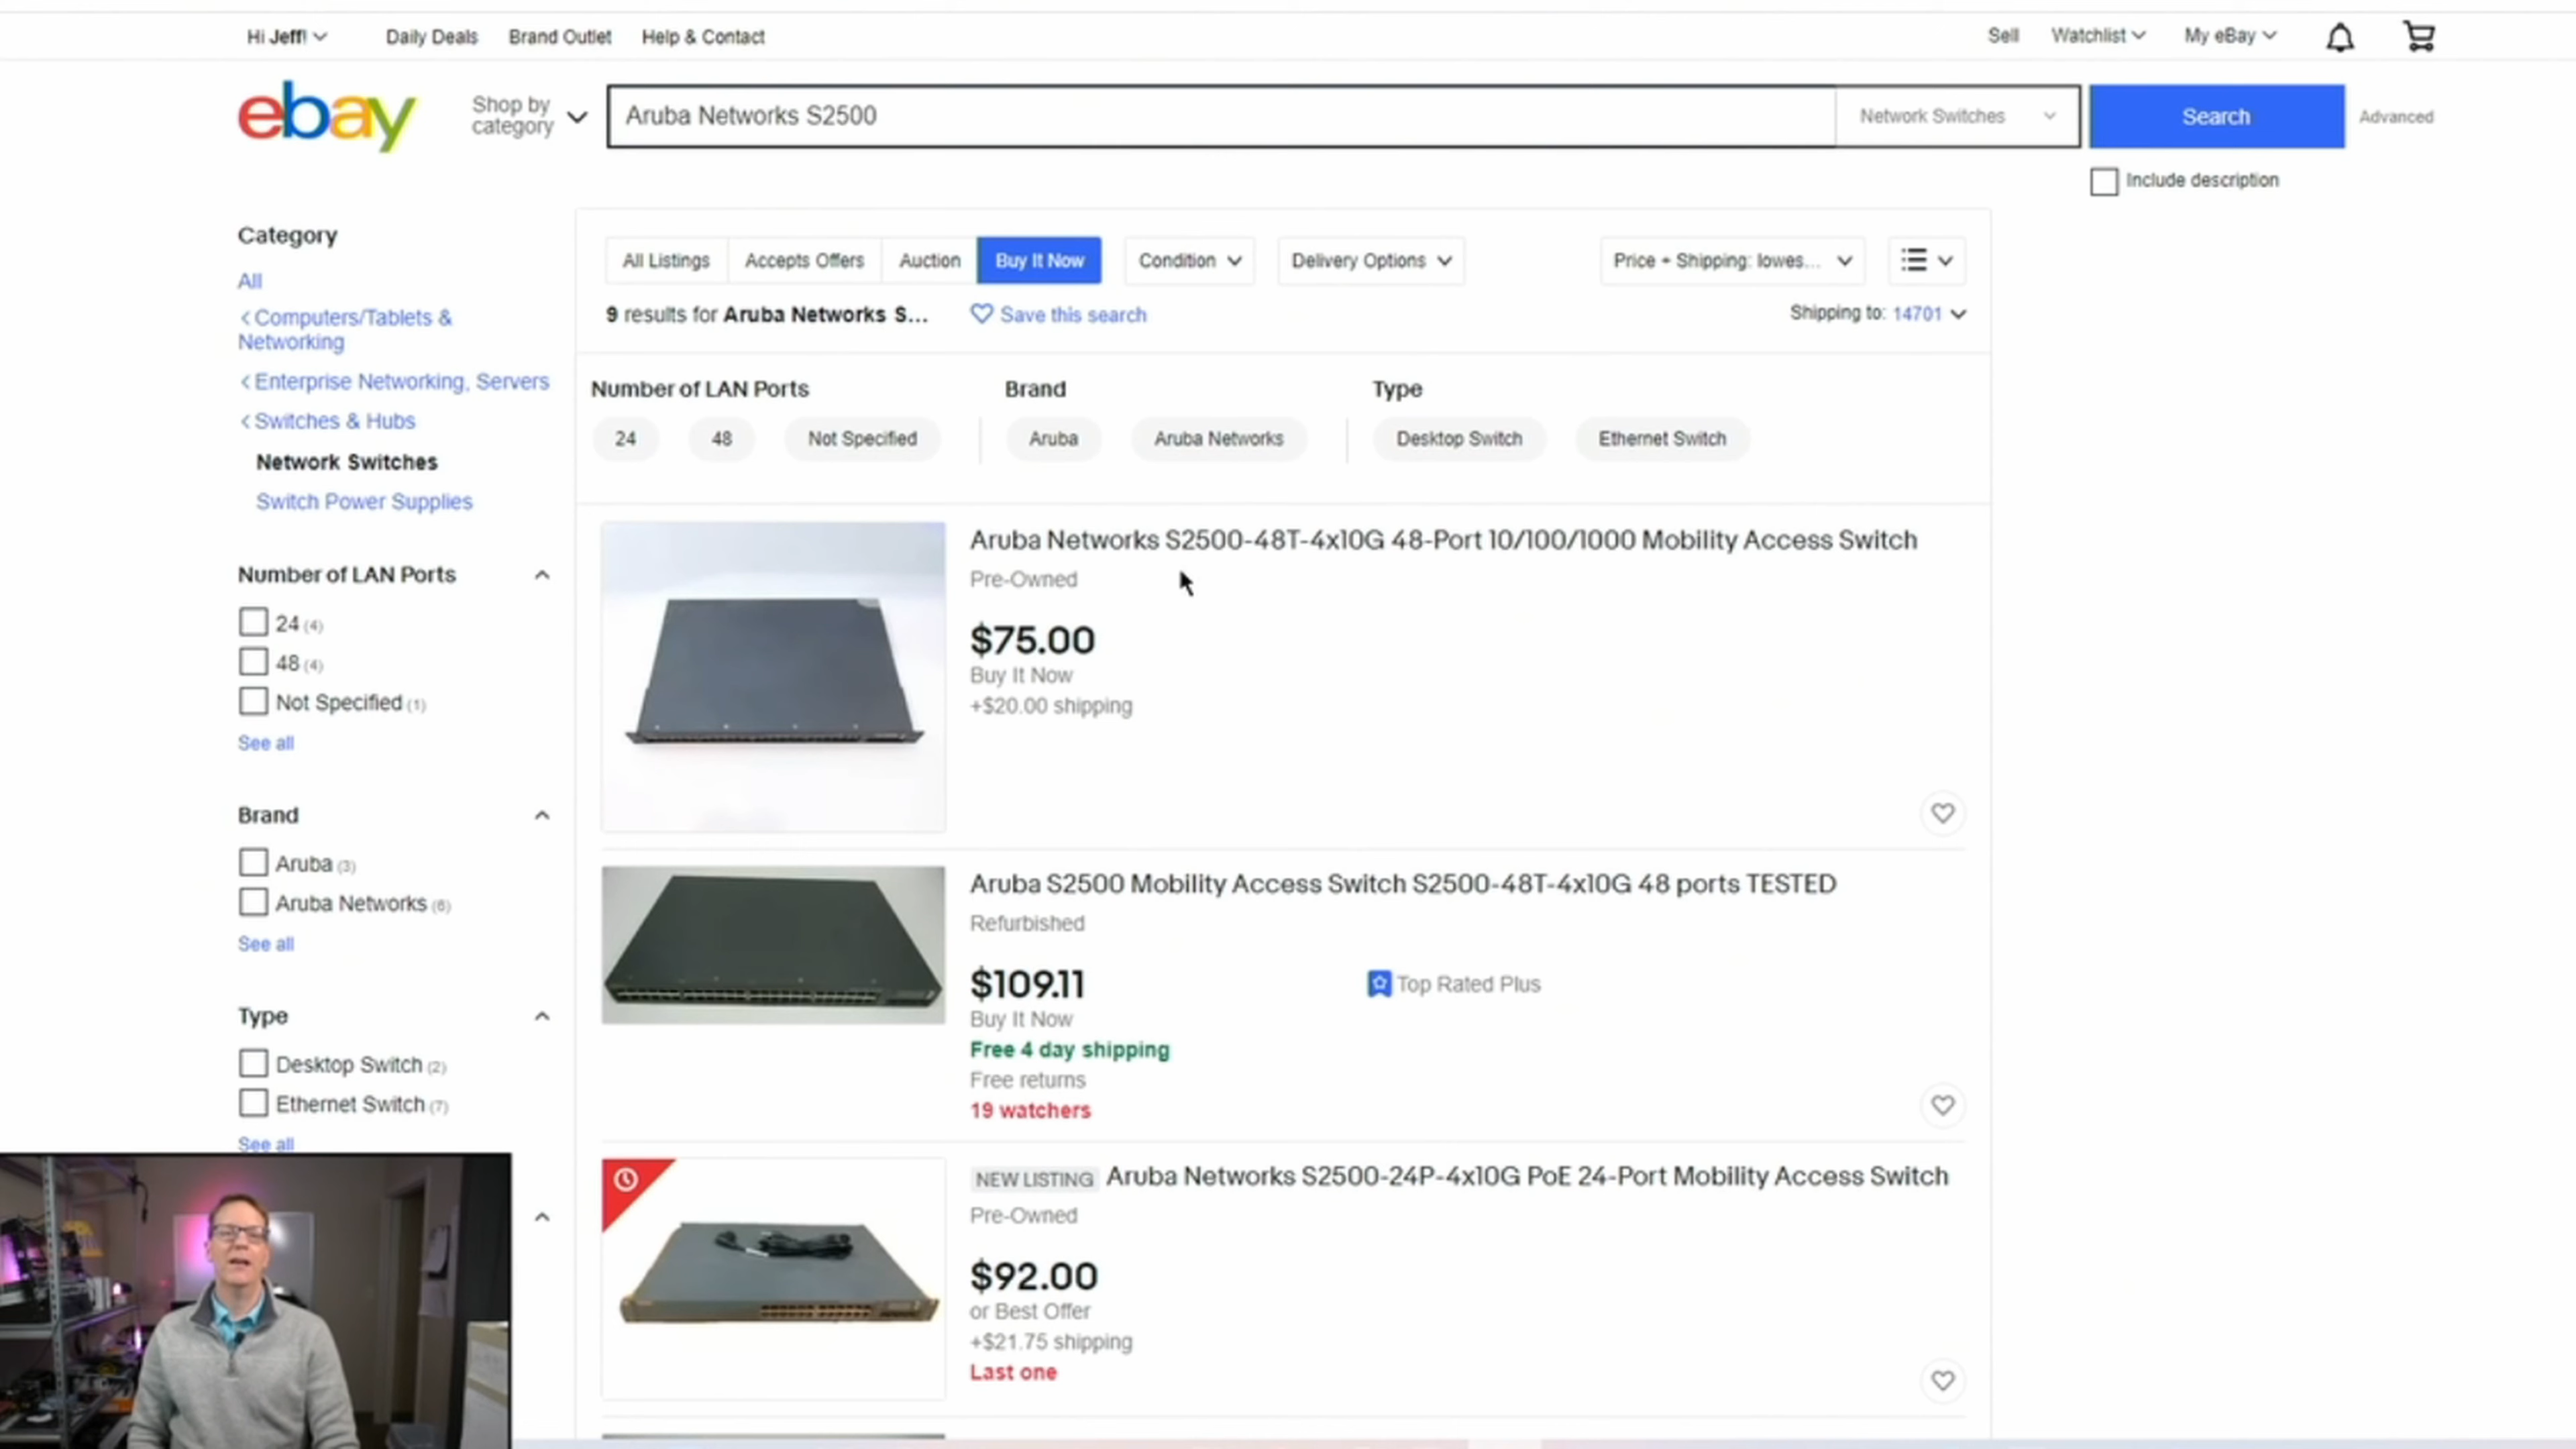 Hi Jeff!
Daily Deals
Brand Outlet
Help & Contact
Sell
Watchlist
My eBay
ebay
Shop by
category
Aruba Networks S2500
Network Switches
Search
Advanced
Include description
Category
All
Computers/Tablets &
Networking
Enterprise Networking, Servers
Switches & Hubs
Network Switches
Switch Power Supplies
Number of LAN Ports
24 (4)
48 (4)
Not Specified (1)
See all
Brand
Aruba (3)
Aruba Networks (6)
See all
Type
Desktop Switch (2)
Ethernet Switch (7)
See all
All Listings
Accepts Offers
Auction
Buy It Now
Condition
Delivery Options
Price + Shipping: lowes...
9 results for Aruba Networks S...
Save this search
Shipping to: 14701
Number of LAN Ports
24
48
Not Specified
Brand
Aruba
Aruba Networks
Type
Desktop Switch
Ethernet Switch
Aruba Networks S2500-48T-4x10G 48-Port 10/100/1000 Mobility Access Switch
Pre-Owned
$75.00
Buy It Now
+$20.00 shipping
Aruba S2500 Mobility Access Switch S2500-48T-4x10G 48 ports TESTED
Refurbished
$109.11
Top Rated Plus
Buy It Now
Free 4 day shipping
Free returns
19 watchers
NEW LISTING Aruba Networks S2500-24P-4x10G PoE 24-Port Mobility Access Switch
Pre-Owned
$92.00
or Best Offer
+$21.75 shipping
Last one